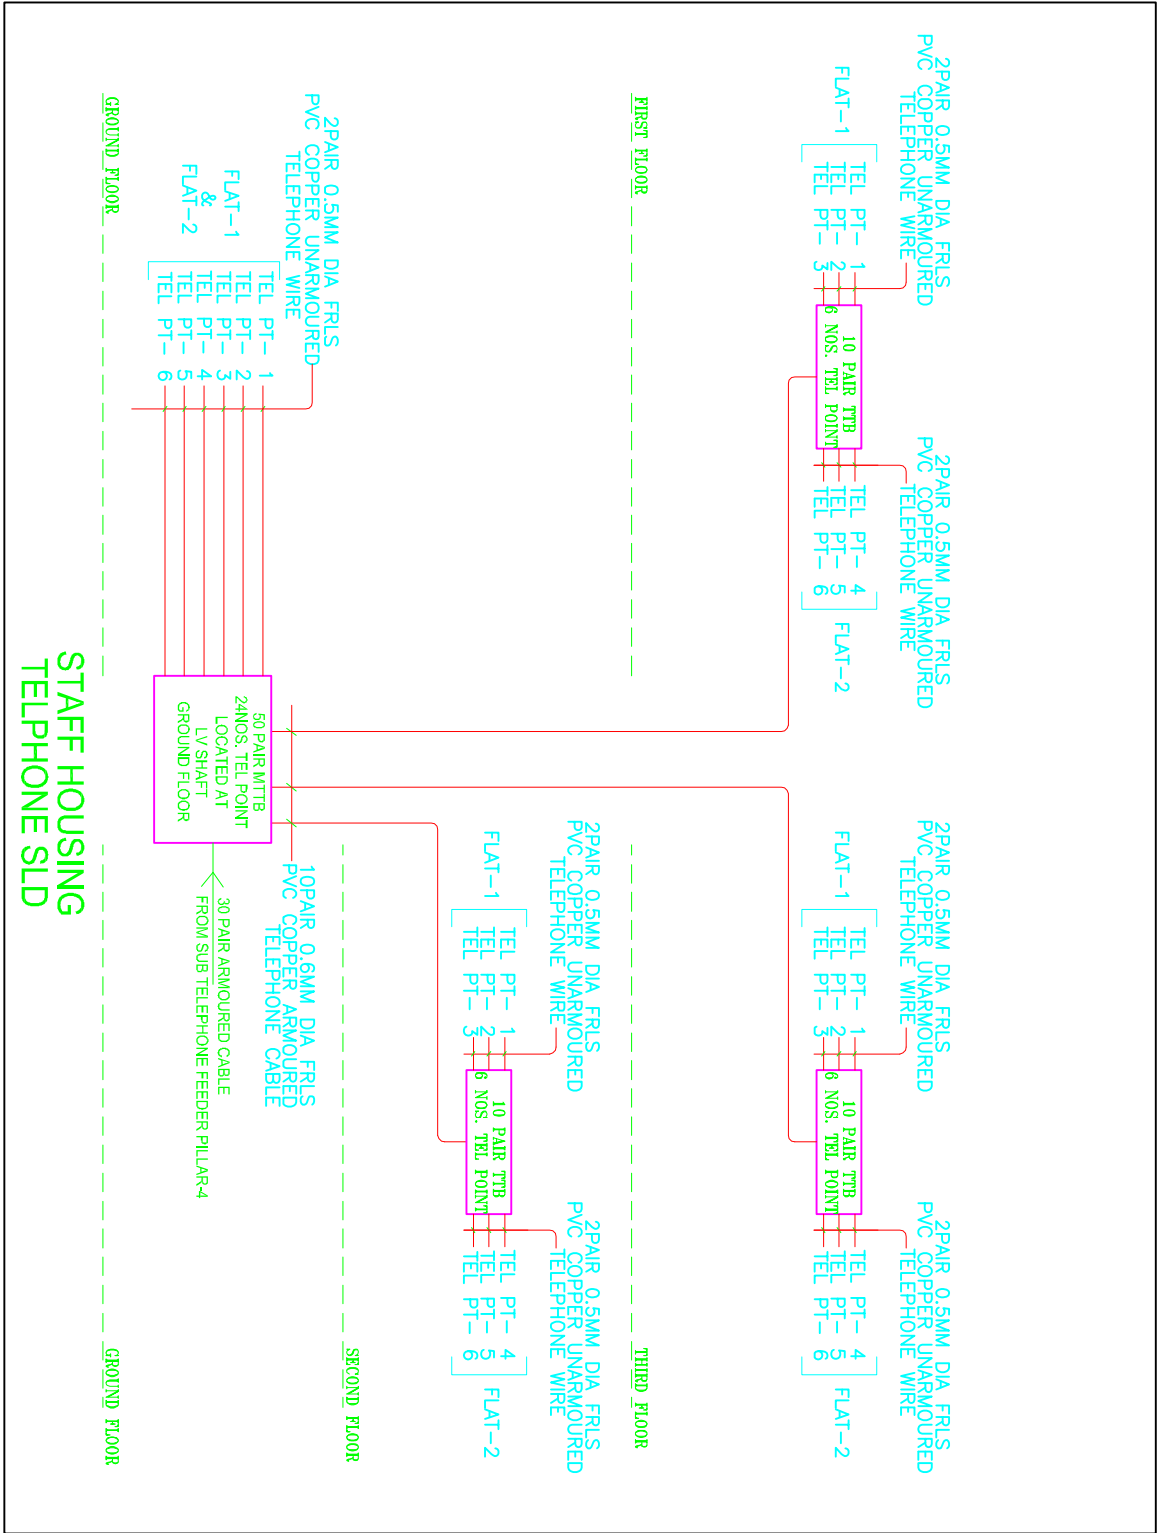 2PAIR 0.5MM DIA FRLS
PVC COPPER UNARMOURED
TELEPHONE WIRE
FLAT-1
TEL PT- 1
TEL PT- 2
TEL PT- 3
10 PAIR TTB
6 NOS. TEL POINT
2PAIR 0.5MM DIA FRLS
PVC COPPER UNARMOURED
TELEPHONE WIRE
TEL PT- 4
TEL PT- 5
TEL PT- 6
FLAT-2
2PAIR 0.5MM DIA FRLS
PVC COPPER UNARMOURED
TELEPHONE WIRE
FLAT-1
TEL PT- 1
TEL PT- 2
TEL PT- 3
10 PAIR TTB
6 NOS. TEL POINT
2PAIR 0.5MM DIA FRLS
PVC COPPER UNARMOURED
TELEPHONE WIRE
TEL PT- 4
TEL PT- 5
TEL PT- 6
FLAT-2
FIRST FLOOR
THIRD FLOOR
2PAIR 0.5MM DIA FRLS
PVC COPPER UNARMOURED
TELEPHONE WIRE
FLAT-1
TEL PT- 1
TEL PT- 2
TEL PT- 3
10 PAIR TTB
6 NOS. TEL POINT
2PAIR 0.5MM DIA FRLS
PVC COPPER UNARMOURED
TELEPHONE WIRE
TEL PT- 4
TEL PT- 5
TEL PT- 6
FLAT-2
SECOND FLOOR
2PAIR 0.5MM DIA FRLS
PVC COPPER UNARMOURED
TELEPHONE WIRE
FLAT-1
&
FLAT-2
TEL PT- 1
TEL PT- 2
TEL PT- 3
TEL PT- 4
TEL PT- 5
TEL PT- 6
10PAIR 0.6MM DIA FRLS
PVC COPPER ARMOURED
TELEPHONE CABLE
50 PAIR MTTB
24NOS. TEL POINT
LOCATED AT
LV SHAFT
GROUND FLOOR
30 PAIR ARMOURED CABLE
FROM SUB TELEPHONE FEEDER PILLAR-4
GROUND FLOOR
GROUND FLOOR
STAFF HOUSING
TELPHONE SLD